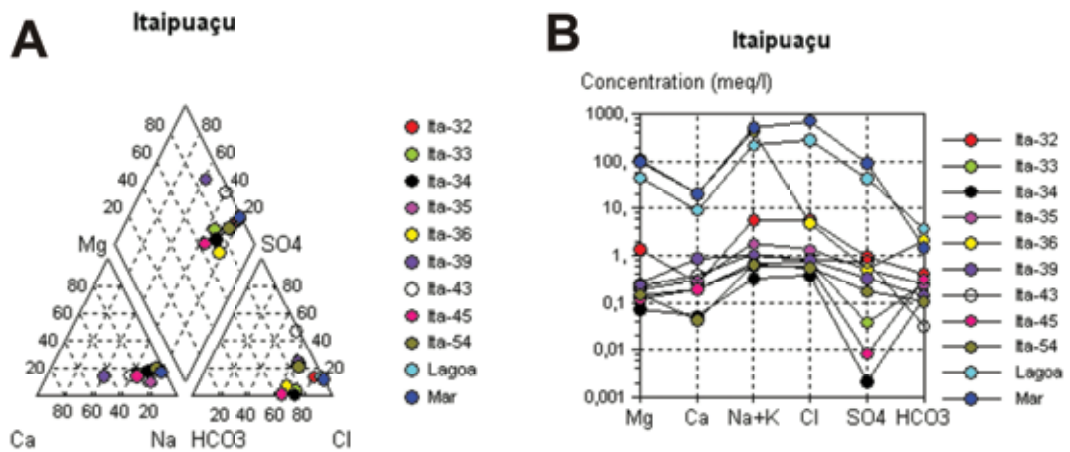 A
Itaipuaçu
80 80
60 60
40 40
20 20
Mg SO4
80 80
60 60
40 40
20 20
80 60 40 20
20 40 60 80
Ca Na HCO3 Cl
Ita-32
Ita-33
Ita-34
Ita-35
Ita-36
Ita-39
Ita-43
Ita-45
Ita-54
Lagoa
Mar
B
Itaipuaçu
Concentration (meq/l)
1000,
100,
10,
1,
0,1
0,01
0,001
Mg Ca Na+K Cl SO4 HCO3
Ita-32
Ita-33
Ita-34
Ita-35
Ita-36
Ita-39
Ita-43
Ita-45
Ita-54
Lagoa
Mar